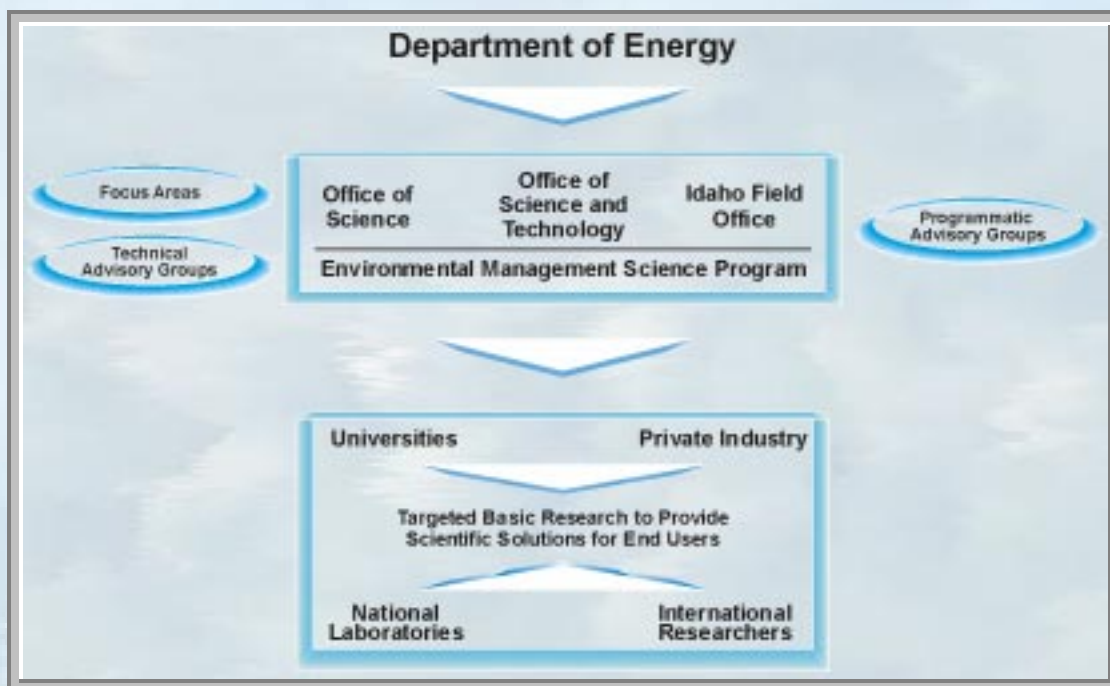 Department of Energy
Focus Areas
Technical
Advisory Groups
Office of
Science
Office of
Science and
Technology
Idaho Field
Office
Environmental Management Science Program
Programmatic
Advisory Groups
Universities
Private Industry
Targeted Basic Research to Provide
Scientific Solutions for End Users
National
Laboratories
International
Researchers